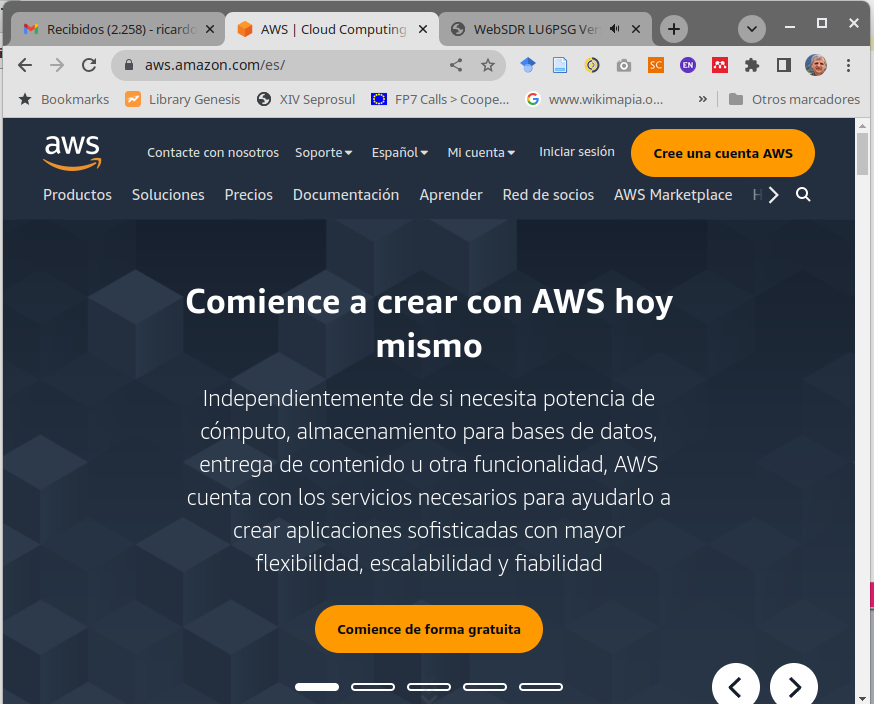 Recibidos (2.258) - ricardo
AWS | Cloud Computing
WebSDR LU6PSG Ver
aws.amazon.com/es/
SC
EN
Bookmarks
Library Genesis
XIV Seprosul
FP7 Calls > Coope...
www.wikimapia.o...
»
Otros marcadores
aws
Contacte con nosotros
Soporte
Español
Mi cuenta
Iniciar sesión
Cree una cuenta AWS
Productos
Soluciones
Precios
Documentación
Aprender
Red de socios
AWS Marketplace
Comience a crear con AWS hoy
mismo
Independientemente de si necesita potencia de
cómputo, almacenamiento para bases de datos,
entrega de contenido u otra funcionalidad, AWS
cuenta con los servicios necesarios para ayudarlo a
crear aplicaciones sofisticadas con mayor
flexibilidad, escalabilidad y fiabilidad
Comience de forma gratuita